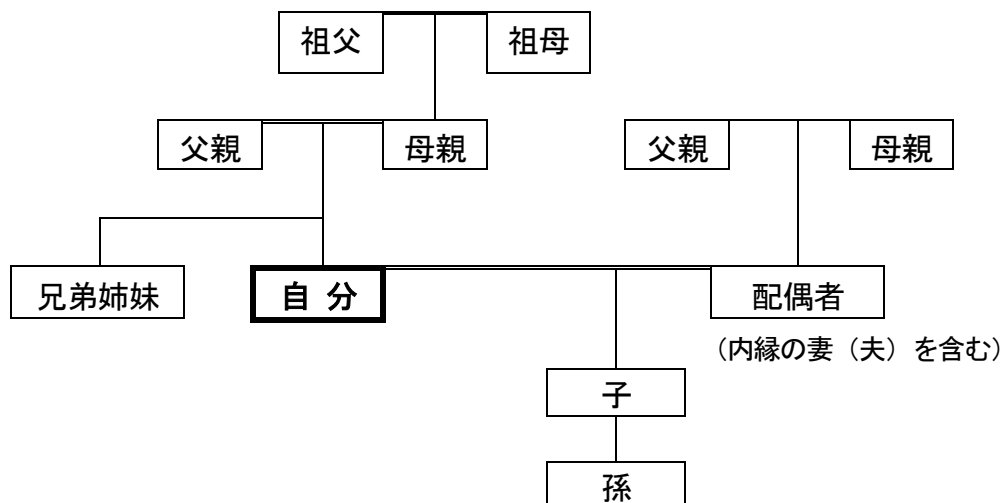 祖父 祖母
父親 母親 父親 母親
兄弟姉妹 自 分 配偶者
（内縁の妻（夫）を含む）
子
孫